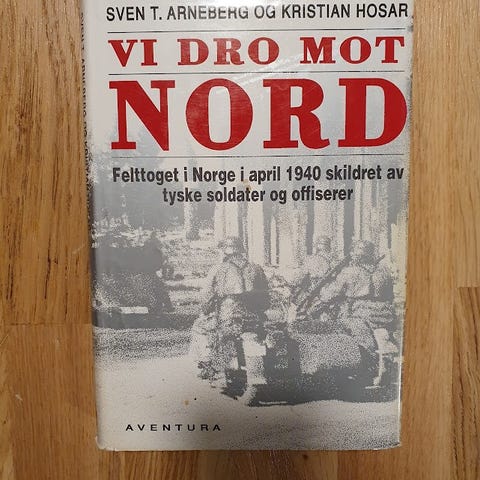 SVEN T. ARNEBERG OG KRISTIAN HOSAR
VI DRO MOT
NORD
Felttoget i Norge i april 1940 skildret av
tyske soldater og offiserer
AVENTURA